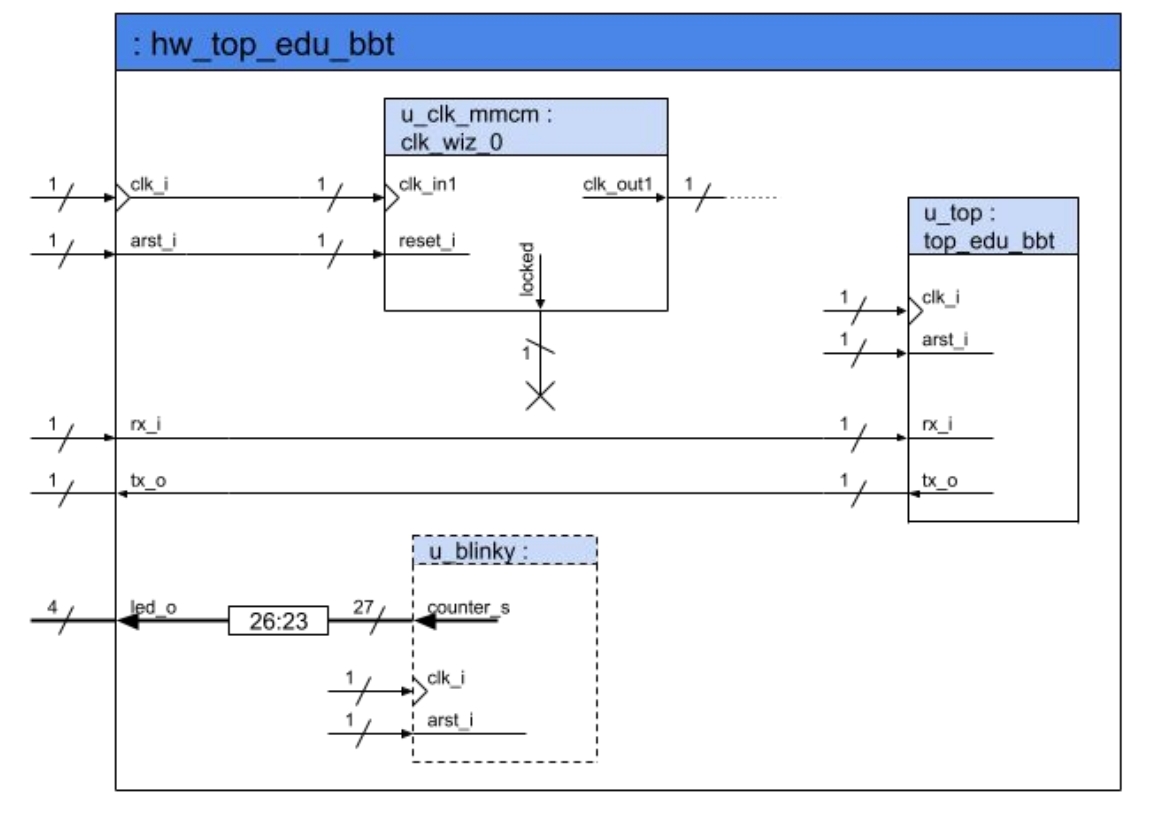 : hw_top_edu_bbt
u_clk_mmcm :
clk_wiz_0
1 clk_i 1 clk_in1 clk_out1 1
u_top :
top_edu_bbt
1 arst_i 1 reset_i
locked
1 clk_i
1
1 arst_i
1 rx_i 1 rx_i
1 tx_o 1 tx_o
u_blinky :
4 led_o 26:23 27 counter_s
1 clk_i
1 arst_i